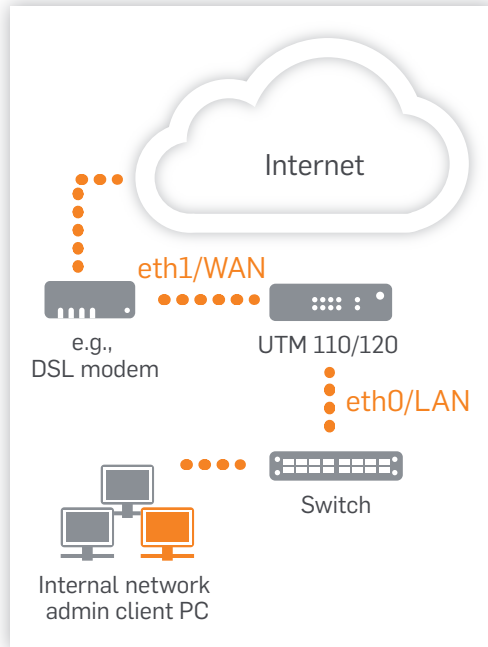 Internet
eth1/WAN
e.g.,
DSL modem
UTM 110/120
eth0/LAN
Switch
Internal network
admin client PC